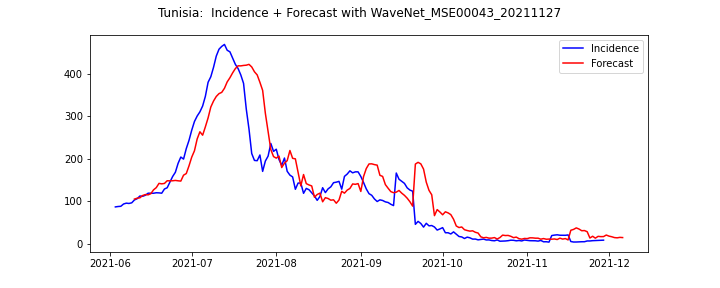 Tunisia:  Incidence + Forecast with WaveNet_MSE00043_20211127
Incidence
Forecast
400
300
200
100
0
2021-06 2021-07 2021-08 2021-09 2021-10 2021-11 2021-12